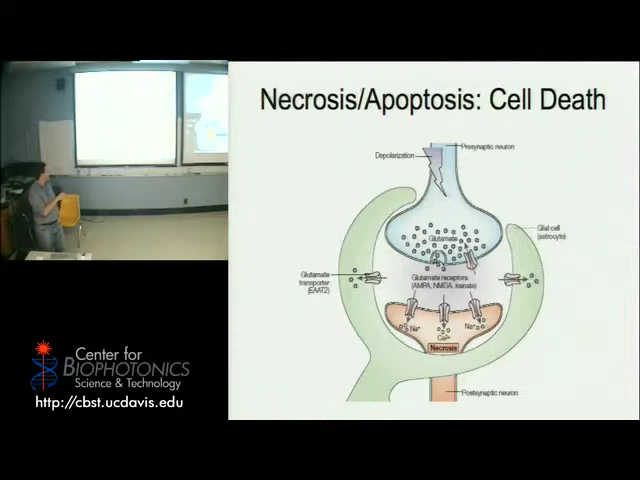 Necrosis/Apoptosis: Cell Death
Presynaptic neuron
Depolarization
Glutamate
Glial cell
(astrocyte)
Glutamate
transporter
(EAAT2)
Glutamate receptors
(AMPA, NMDA, kainate)
Na⁺
Ca²⁺
Na⁺
Necrosis
Postsynaptic neuron
Center for
BIOPHOTONICS
Science & Technology
http://cbst.ucdavis.edu